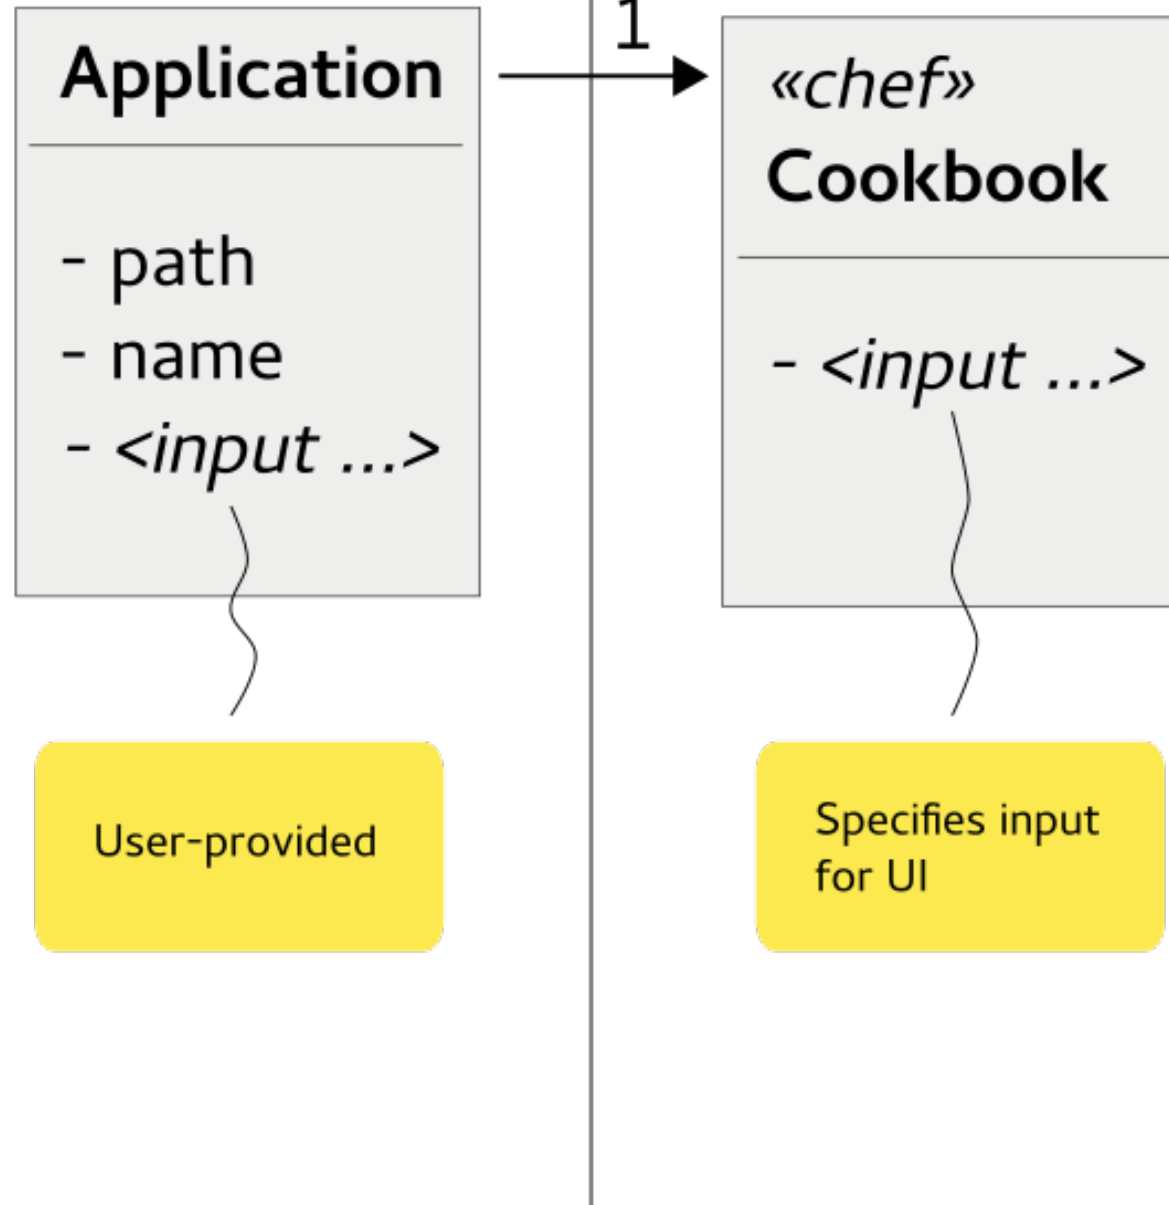 Application
- path
- name
- <input ...>
User-provided
1
«chef»
Cookbook
- <input ...>
Specifies input
for UI